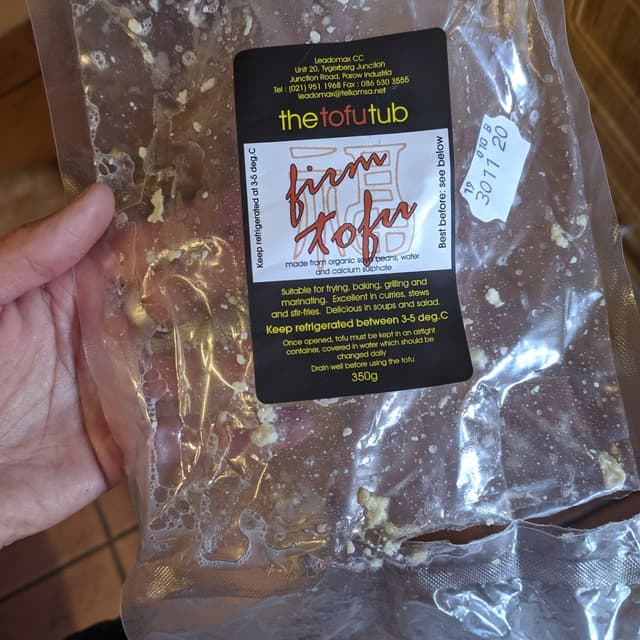 Leadomax CC
Unit 20, Tygerberg Junction
Junction Road, Parow Industria
Tel : (021) 951 1968 Fax : 086 530 3555
leadomax@telkomsa.net
thetofutub
Keep refrigerated at 3-5 deg.C
firm
tofu
Best before: see below
made from organic soya beans, water
and calcium sulphate
Suitable for frying, baking, grilling and
marinating. Excellent in curries, stews
and stir-fries. Delicious in soups and salad.
Keep refrigerated between 3-5 deg.C
Once opened, tofu must be kept in an airtight
container, covered in water which should be
changed daily
Drain well before using the tofu
350g
19 010 B
30 11 20